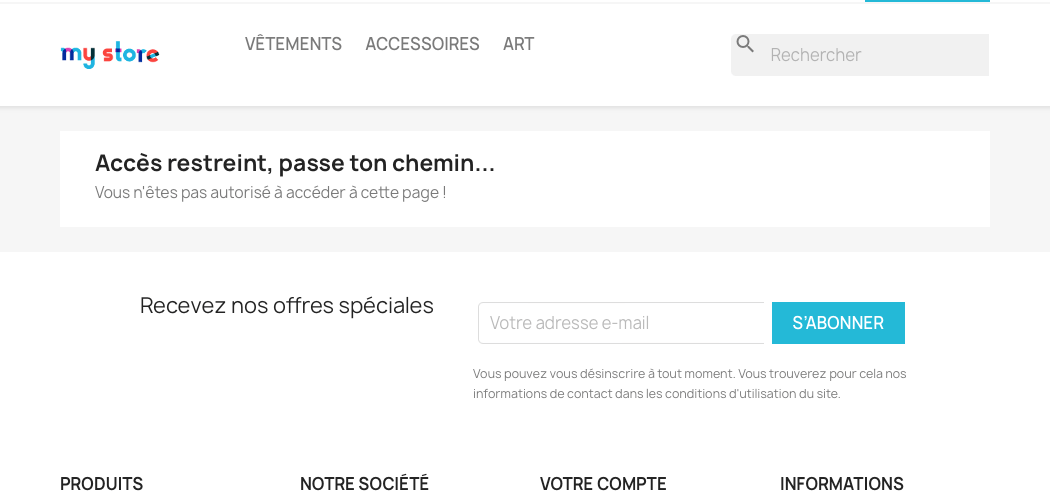 my store
VÊTEMENTS ACCESSOIRES ART
Rechercher
Accès restreint, passe ton chemin...
Vous n'êtes pas autorisé à accéder à cette page !
Recevez nos offres spéciales
Votre adresse e-mail
S’ABONNER
Vous pouvez vous désinscrire à tout moment. Vous trouverez pour cela nos
informations de contact dans les conditions d'utilisation du site.
PRODUITS NOTRE SOCIÉTÉ VOTRE COMPTE INFORMATIONS